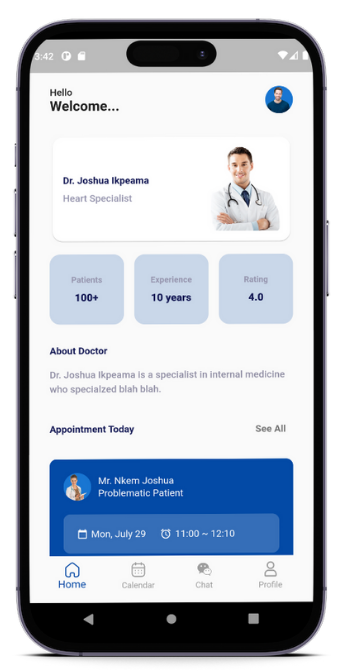 3:42
Hello
Welcome...
Dr. Joshua Ikpeama
Heart Specialist
Patients
100+
Experience
10 years
Rating
4.0
About Doctor
Dr. Joshua Ikpeama is a specialist in internal medicine
who specialzed blah blah.
Appointment Today
See All
Mr. Nkem Joshua
Problematic Patient
Mon, July 29
11:00 ~ 12:10
Home
Calendar
Chat
Profile